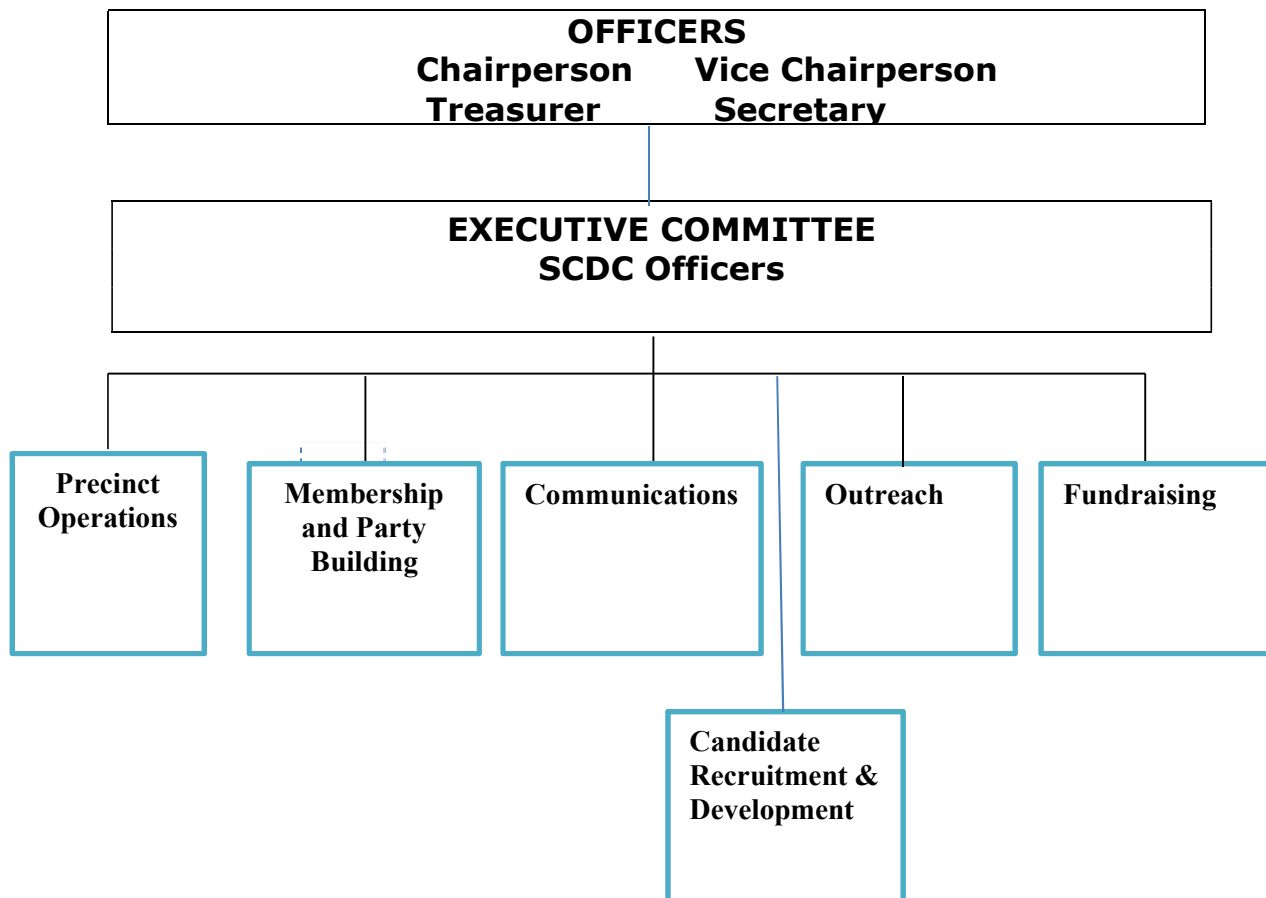 OFFICERS
Chairperson Vice Chairperson
Treasurer Secretary
EXECUTIVE COMMITTEE
SCDC Officers
Precinct
Operations
Membership
and Party
Building
Communications
Outreach
Fundraising
Candidate
Recruitment &
Development